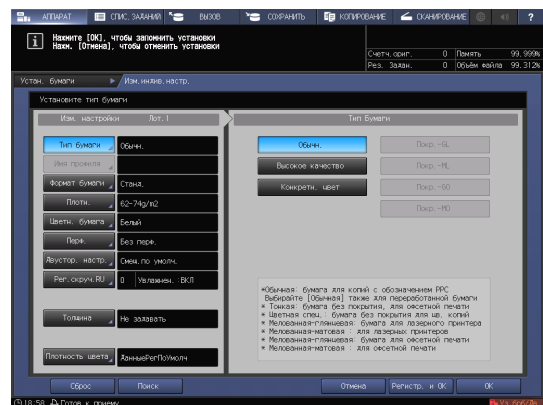 АППАРАТ
СПИС. ЗАДАНИЙ
ВЫЗОВ
СОХРАНИТЬ
КОПИРОВАНИЕ
СКАНИРОВАНИЕ
?
Нажмите [OK], чтобы запомнить установки
Нажм. [Отмена], чтобы отменить установки
Счетч. ориг. 0 Память 99.999%
Рез. Задан. 0 Объём файла 99.312%
Устан. бумаги
Изм.индив.настр.
Установите тип бумаги
Изм. настройки Лот.1
Тип Бумаги
Тип бумаги
Обычн.
Имя профиля
Формат бумаги
Станд.
Плотн.
62-74g/m2
Цветн. бумага
Белый
Перф.
Без перф.
Двустор. настр.
Смещ.по умолч.
Рег.скруч.RU
0
Увлажнен. :ВКЛ
Толщина
Не задавать
Плотность цвета
ДанныеРегПоУмолч
Обычн.
Покр.-GL
Высокое качество
Покр.-ML
Конкретн. цвет
Покр.-GO
Покр.-MO
*Обычная: бумага для копий с обозначением PPC
Выбирайте [Обычная] также для переработанной бумаги
* Тонкая: бумага без покрытия, для офсетной печати
* Цветная спец.: бумага без покрытия для цв. копий
* Мелованная-глянцевая: бумага для лазерного принтера
* Мелованная-матовая : для лазерных принтеров
* Мелованная-глянцевая: бумага для офсетной печати
* Мелованная-матовая : для офсетной печати
Сброс
Поиск
Отмена
Регистр. и OK
OK
18:58
Готов к приему